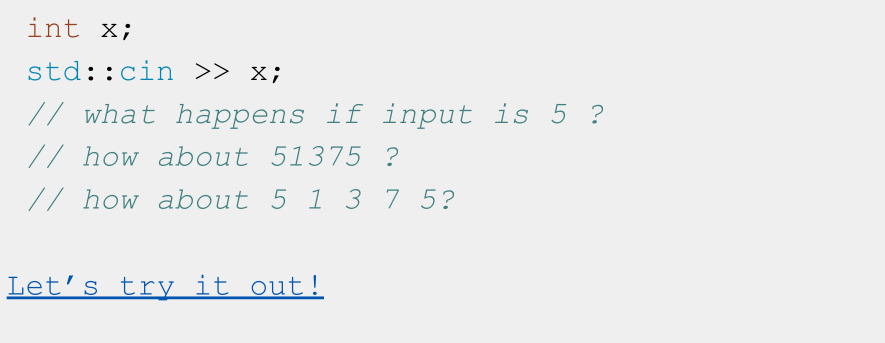 int x;
std::cin >> x;
// what happens if input is 5 ?
// how about 51375 ?
// how about 5 1 3 7 5?
Let’s try it out!